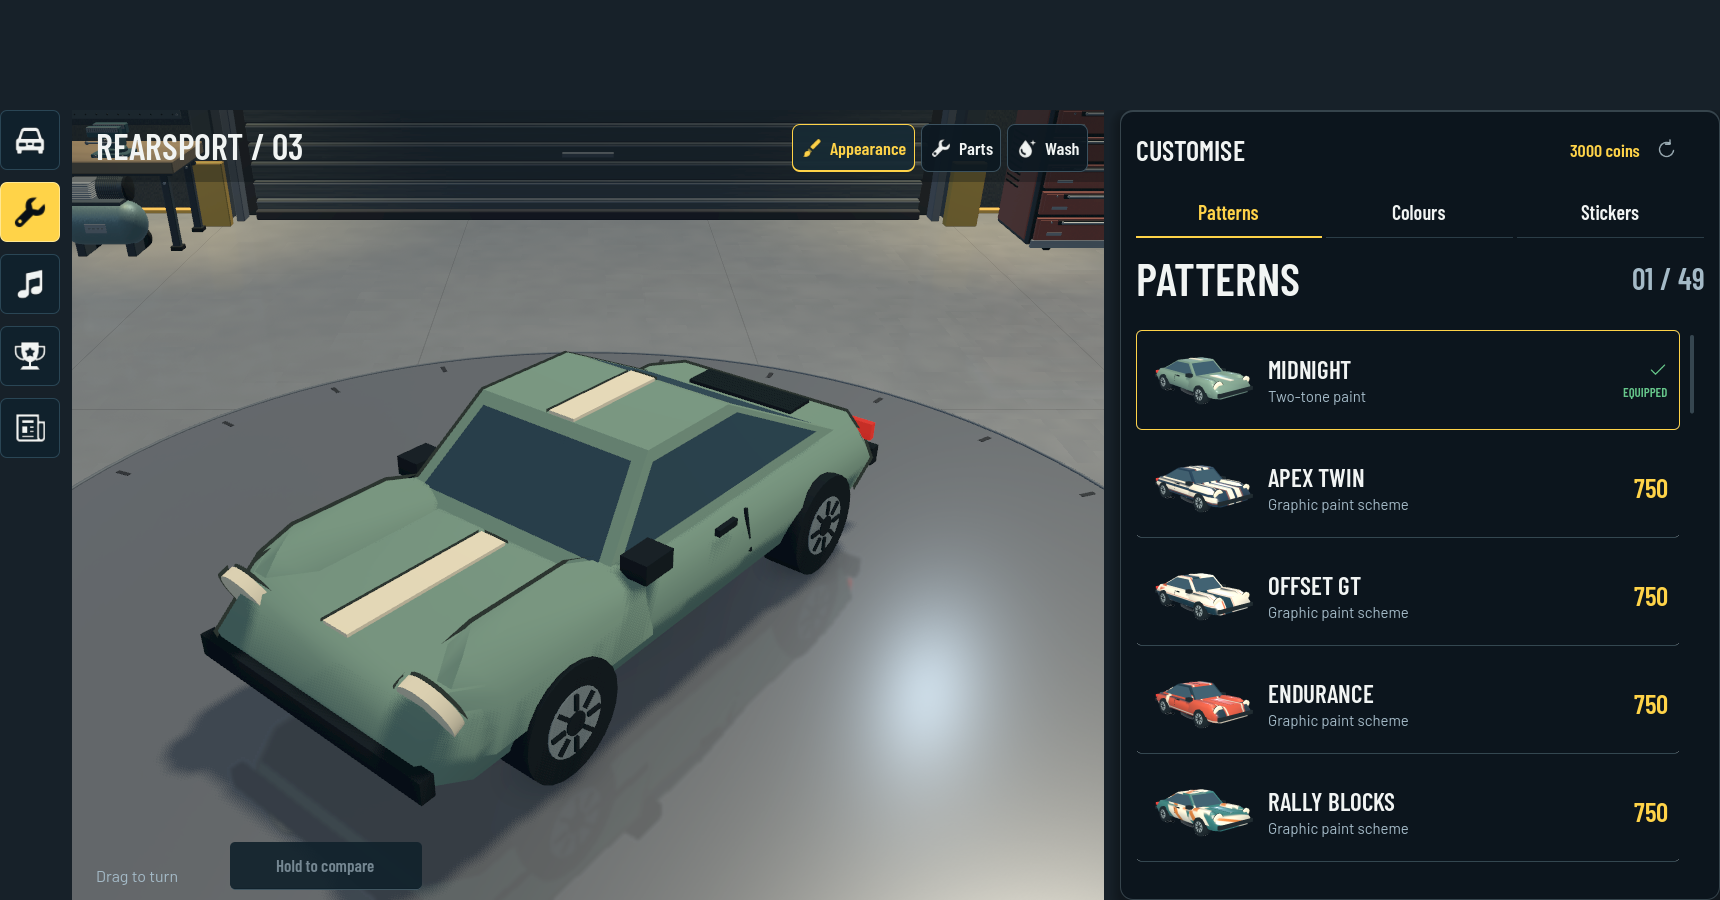 REARSPORT / 03
Appearance
Parts
Wash
Drag to turn
Hold to compare
CUSTOMISE
3000 coins
Patterns
Colours
Stickers
PATTERNS
01 / 49
MIDNIGHT
Two-tone paint
EQUIPPED
APEX TWIN
Graphic paint scheme
750
OFFSET GT
Graphic paint scheme
750
ENDURANCE
Graphic paint scheme
750
RALLY BLOCKS
Graphic paint scheme
750